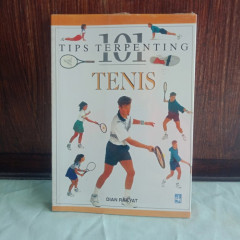 101
TIPS TERPENTING
TENIS
DIAN RAKYAT